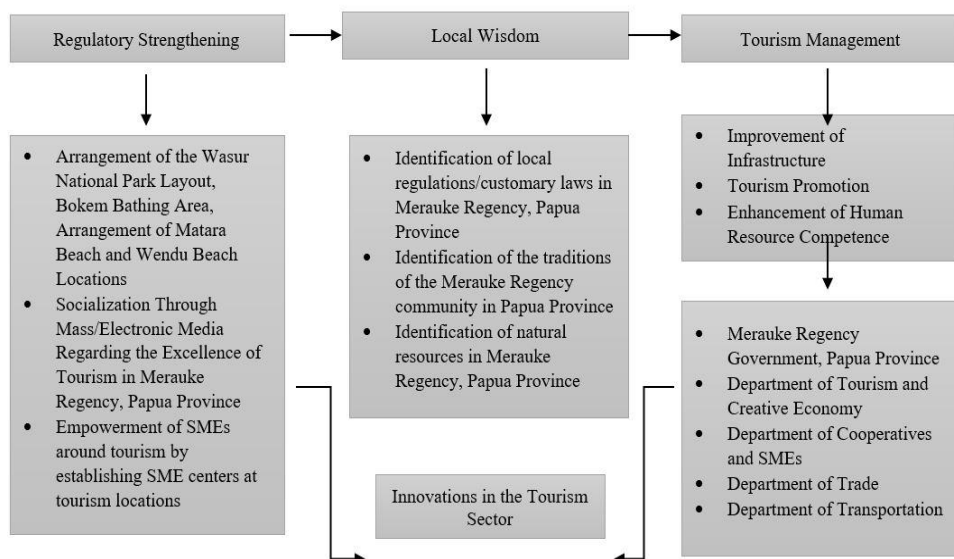 Regulatory Strengthening
Local Wisdom
Tourism Management
• Arrangement of the Wasur
National Park Layout,
Bokem Bathing Area,
Arrangement of Matara
Beach and Wendu Beach
Locations
• Socialization Through
Mass/Electronic Media
Regarding the Excellence of
Tourism in Merauke
Regency, Papua Province
• Empowerment of SMEs
around tourism by
establishing SME centers at
tourism locations
• Identification of local
regulations/customary laws in
Merauke Regency, Papua
Province
• Identification of the traditions
of the Merauke Regency
community in Papua Province
• Identification of natural
resources in Merauke
Regency, Papua Province
• Improvement of
Infrastructure
• Tourism Promotion
• Enhancement of Human
Resource Competence
• Merauke Regency
Government, Papua Province
• Department of Tourism and
Creative Economy
• Department of Cooperatives
and SMEs
• Department of Trade
• Department of Transportation
Innovations in the Tourism
Sector